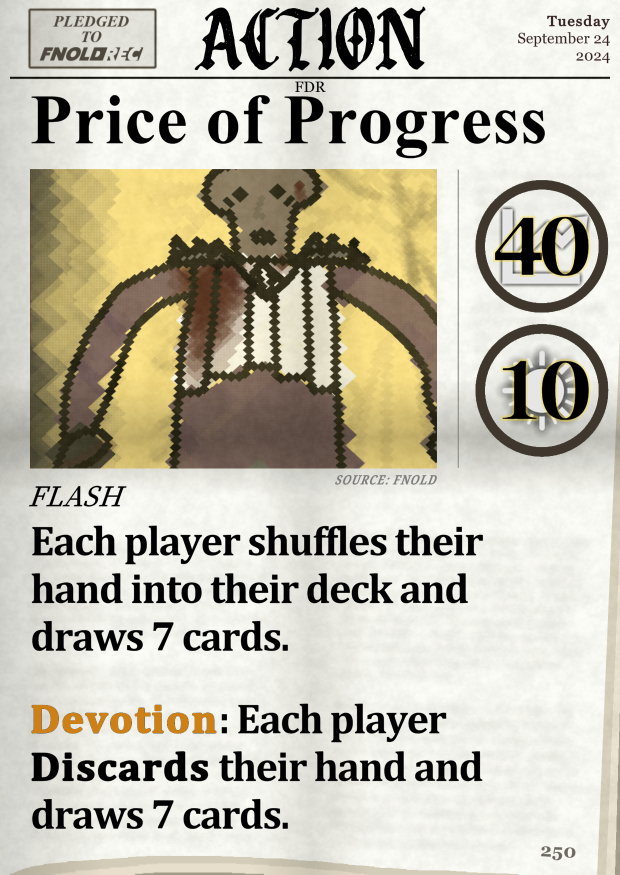 PLEDGED
TO
FNOLD REC
ACTION
Tuesday
September 24
2024
FDR
Price of Progress
40
10
SOURCE: FNOLD
FLASH
Each player shuffles their
hand into their deck and
draws 7 cards.
Devotion: Each player
Discards their hand and
draws 7 cards.
250